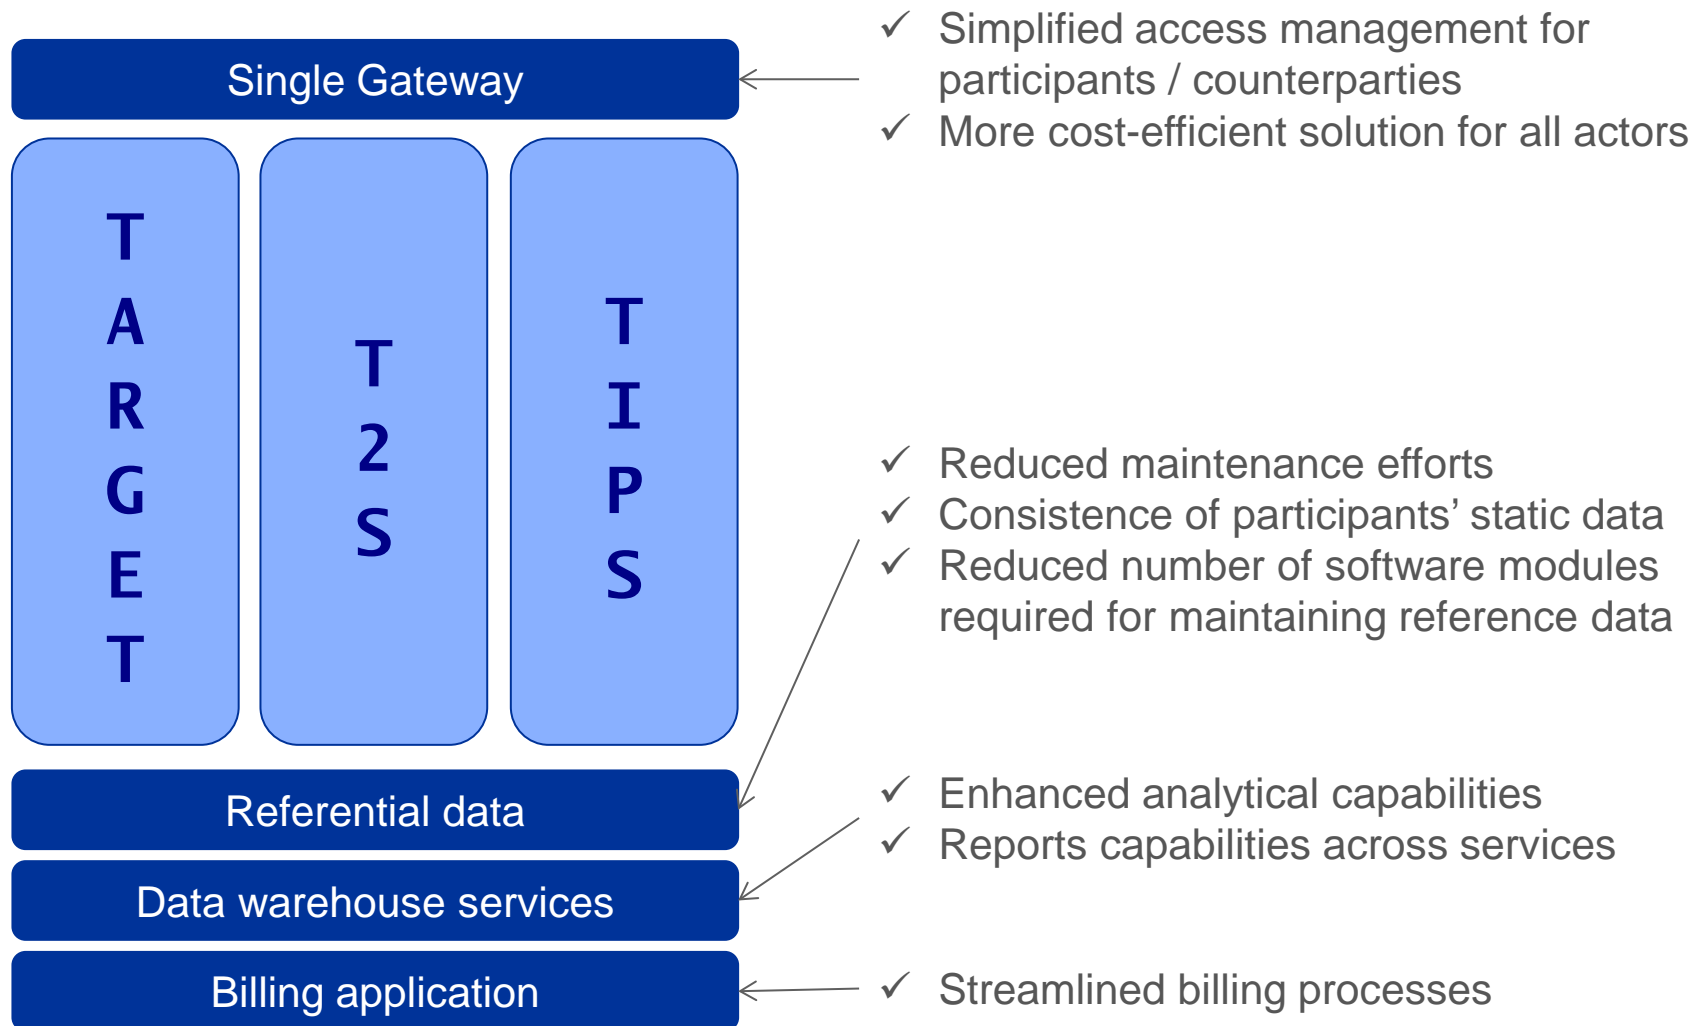 Single Gateway
✓ Simplified access management for
participants / counterparties
✓ More cost-efficient solution for all actors
T
A
R
G
E
T
T
2
S
T
I
P
S
✓ Reduced maintenance efforts
✓ Consistence of participants’ static data
✓ Reduced number of software modules
required for maintaining reference data
Referential data
✓ Enhanced analytical capabilities
✓ Reports capabilities across services
Data warehouse services
Billing application
✓ Streamlined billing processes